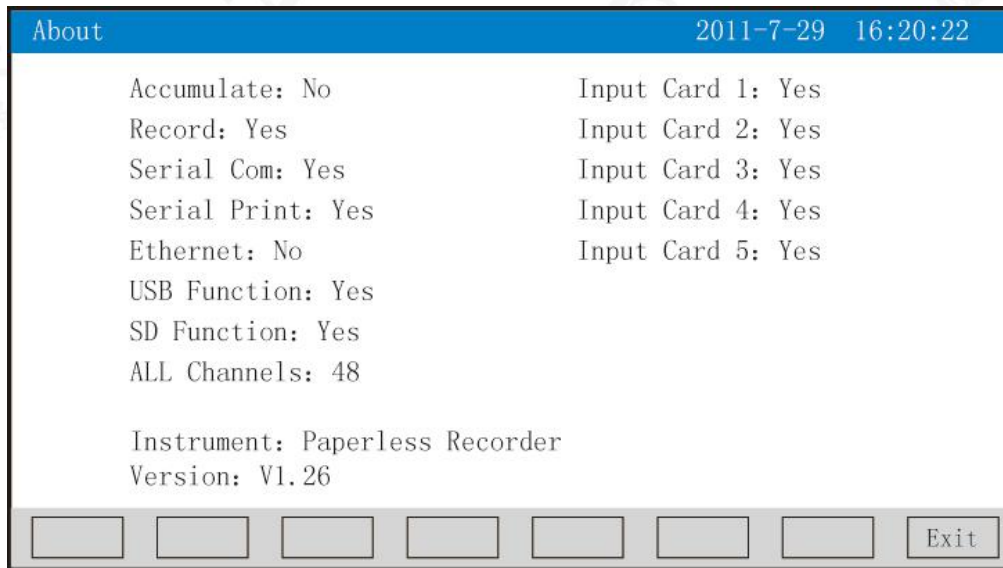 About 2011-7-29 16:20:22
Accumulate: No Input Card 1: Yes
Record: Yes Input Card 2: Yes
Serial Com: Yes Input Card 3: Yes
Serial Print: Yes Input Card 4: Yes
Ethernet: No Input Card 5: Yes
USB Function: Yes
SD Function: Yes
ALL Channels: 48
Instrument: Paperless Recorder
Version: V1.26
Exit